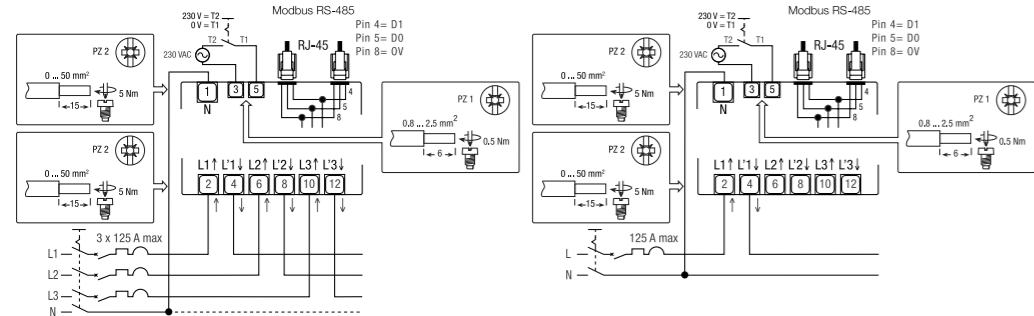 Modbus RS-485
230 V = T2
0 V = T1
Pin 4= D1
Pin 5= D0
Pin 8= 0V
T2 T1
RJ-45
230 VAC
PZ 2
0 ... 50 mm²
5 Nm
15
1
N
3 5
4
5
8
PZ 1
0.8 ... 2.5 mm²
0.5 Nm
6
PZ 2
0 ... 50 mm²
5 Nm
15
L1↑ L'1↓ L2↑ L'2↓ L3↑ L'3↓
2 4 6 8 10 12
3 x 125 A max
L1
L2
L3
N
Modbus RS-485
230 V = T2
0 V = T1
Pin 4= D1
Pin 5= D0
Pin 8= 0V
T2 T1
RJ-45
230 VAC
PZ 2
0 ... 50 mm²
5 Nm
15
1
N
3 5
4
5
8
PZ 1
0.8 ... 2.5 mm²
0.5 Nm
6
PZ 2
0 ... 50 mm²
5 Nm
15
L1↑ L'1↓ L2↑ L'2↓ L3↑ L'3↓
2 4 6 8 10 12
125 A max
L
N